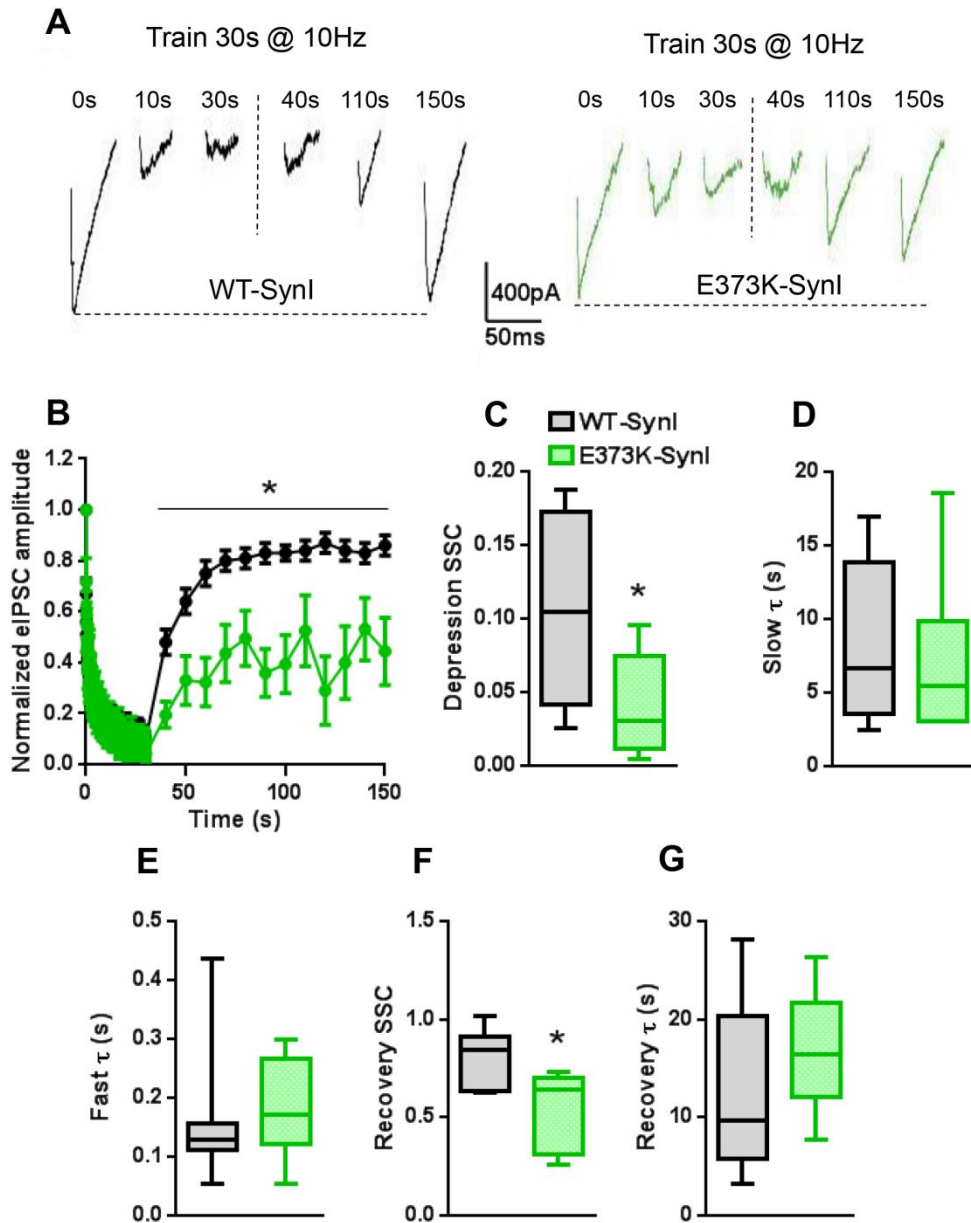 A
Train 30s @ 10Hz
Train 30s @ 10Hz
0s 10s 30s 40s 110s 150s
0s 10s 30s 40s 110s 150s
WT-SynI
400pA
50ms
E373K-SynI
B
Normalized eIPSC amplitude
1.2
1.0
0.8
0.6
0.4
0.2
0.0
*
0 50 100 150
Time (s)
C
WT-SynI
E373K-SynI
Depression SSC
0.20
0.15
0.10
0.05
0.00
*
D
Slow τ (s)
20
15
10
5
0
E
Fast τ (s)
0.5
0.4
0.3
0.2
0.1
0.0
F
Recovery SSC
1.5
1.0
0.5
0.0
*
G
Recovery τ (s)
30
20
10
0